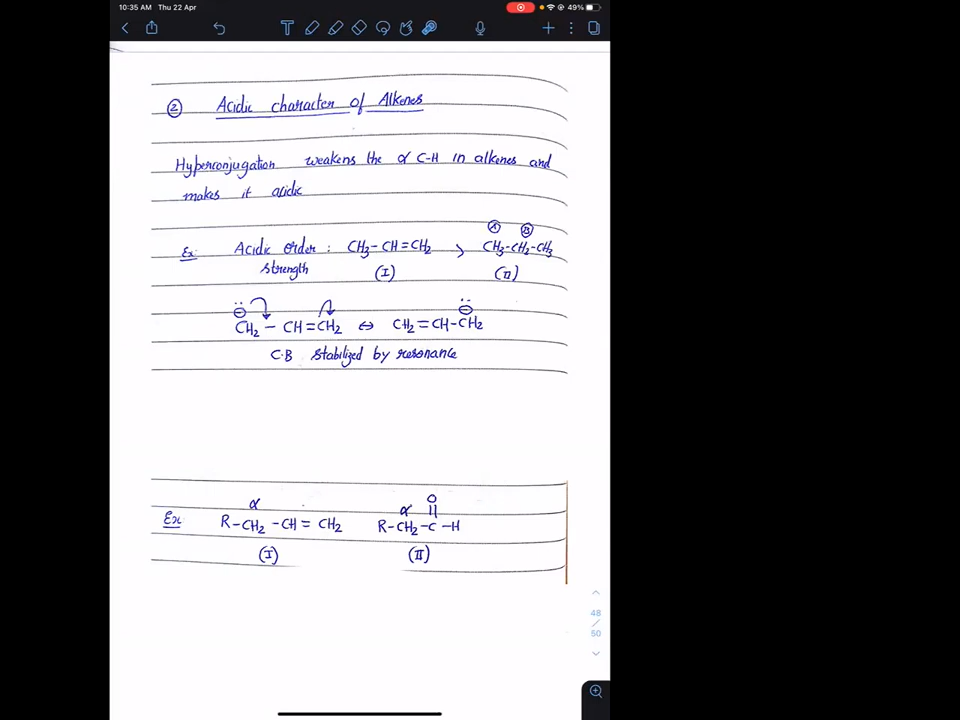 10:35 AM Thu 22 Apr
49%
② Acidic character of Alkenes
Hyperconjugation weakens the α C-H in alkenes and
makes it acidic
Ex: Acidic order : CH₃-CH=CH₂ > CH₃-CH₂-CH₃
strength (I) (II)
Ⓐ Ⓑ
CH₂ - CH=CH₂ ↔ CH₂=CH-CH₂
⊖ ⊖
C.B stabilized by resonance
α α O
Ex: R-CH₂-CH=CH₂ R-CH₂-C-H
(I) (II)
48
/
50